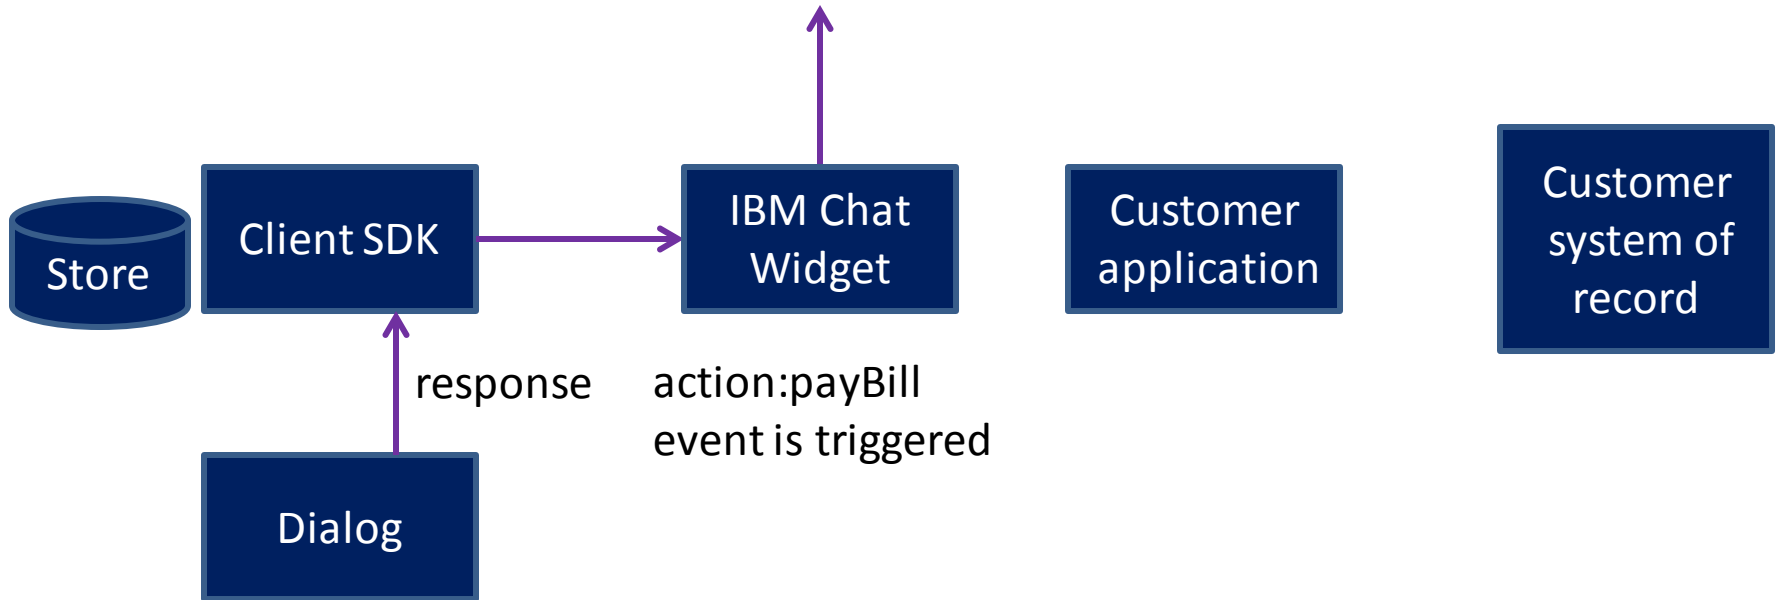 Store
Client SDK
IBM Chat
Widget
Customer
application
Customer
system of
record
response
action:payBill
event is triggered
Dialog